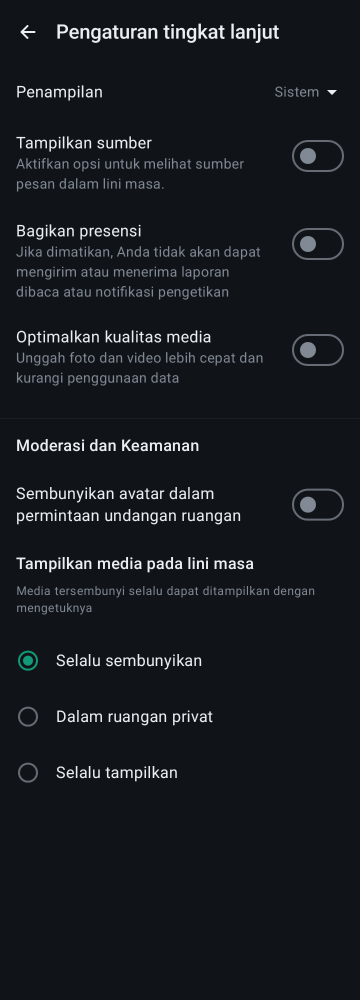 Pengaturan tingkat lanjut
Penampilan
Sistem
Tampilkan sumber
Aktifkan opsi untuk melihat sumber
pesan dalam lini masa.
Bagikan presensi
Jika dimatikan, Anda tidak akan dapat
mengirim atau menerima laporan
dibaca atau notifikasi pengetikan
Optimalkan kualitas media
Unggah foto dan video lebih cepat dan
kurangi penggunaan data
Moderasi dan Keamanan
Sembunyikan avatar dalam
permintaan undangan ruangan
Tampilkan media pada lini masa
Media tersembunyi selalu dapat ditampilkan dengan
mengetuknya
Selalu sembunyikan
Dalam ruangan privat
Selalu tampilkan